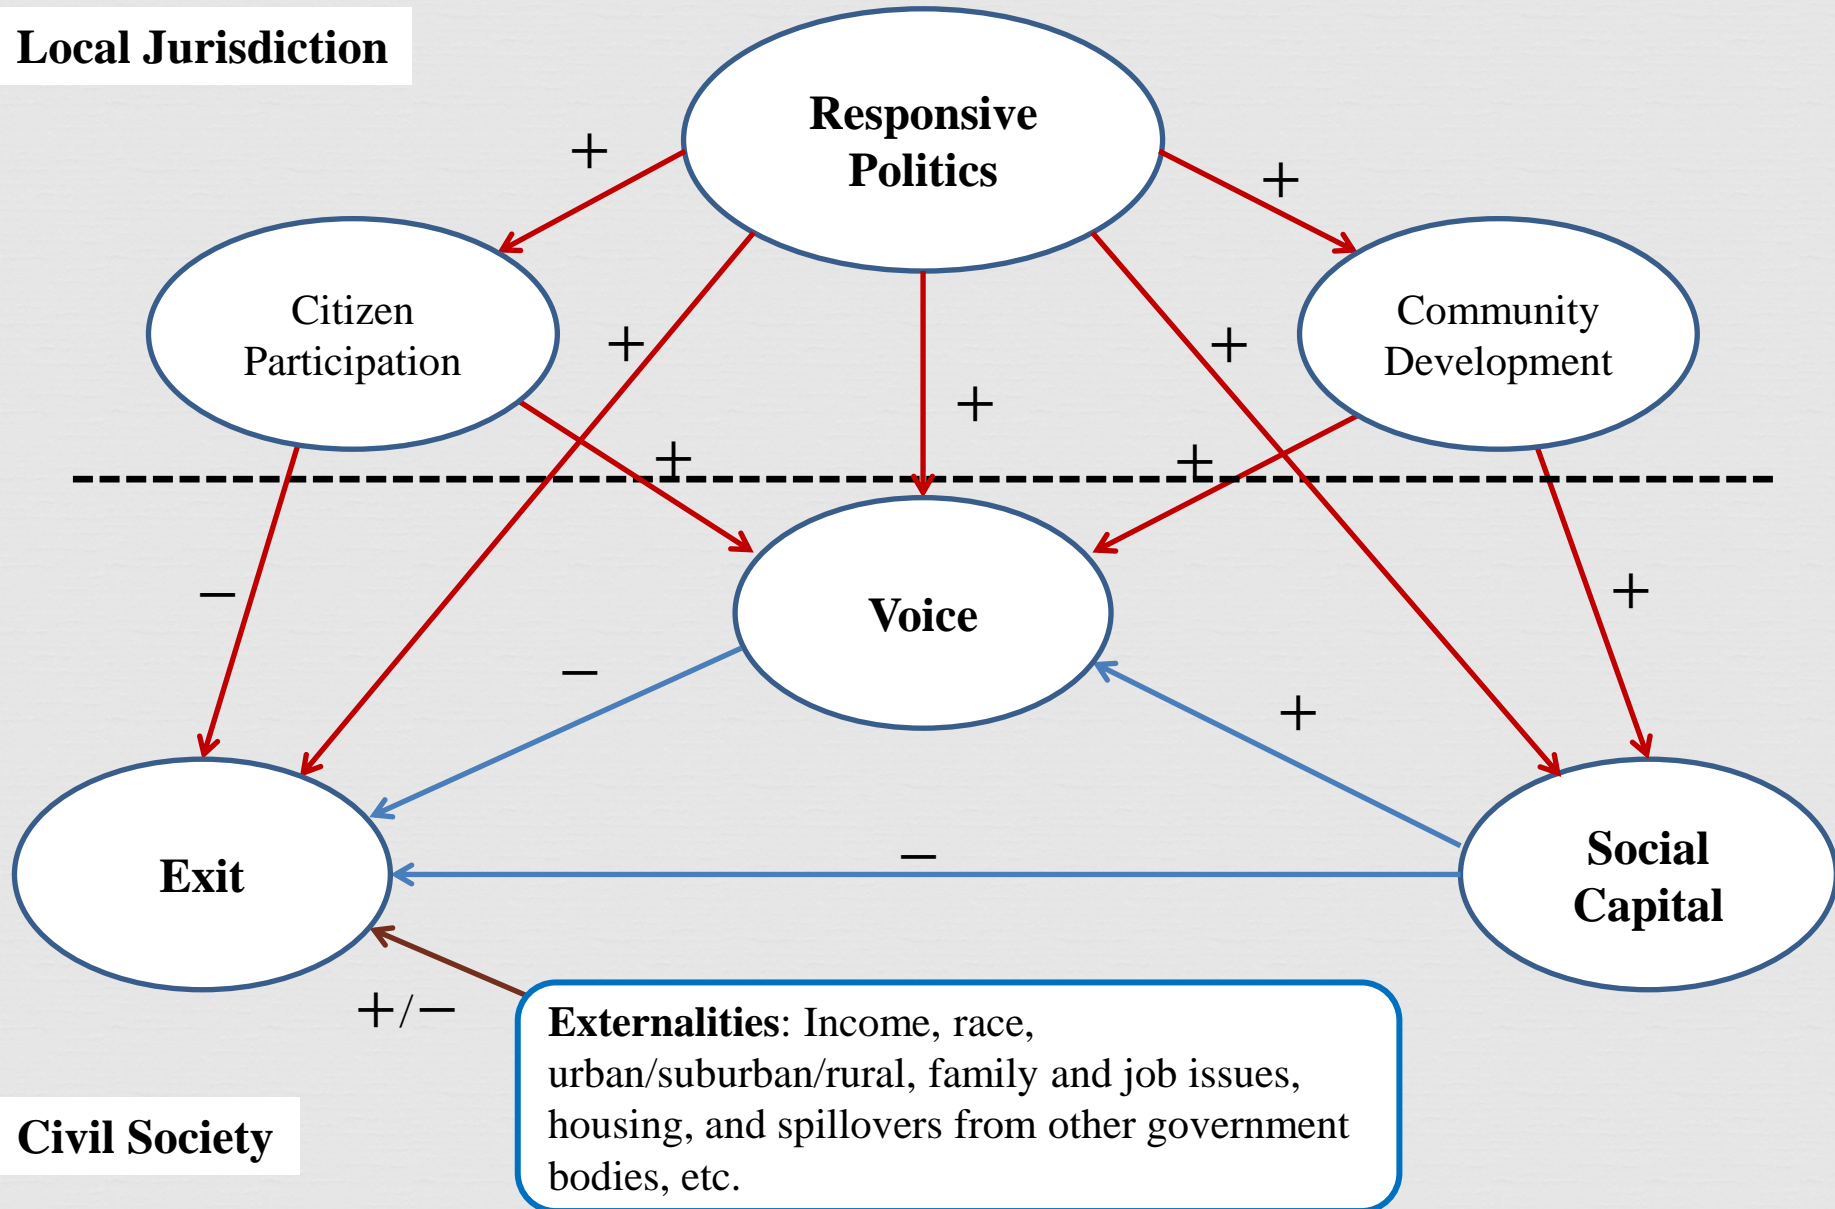 Local Jurisdiction
Responsive
Politics
+
+
Citizen
Participation
Community
Development
+
+
+
+
+
−
+
Voice
−
+
Exit
−
Social
Capital
+/−
Externalities: Income, race,
urban/suburban/rural, family and job issues,
housing, and spillovers from other government
bodies, etc.
Civil Society